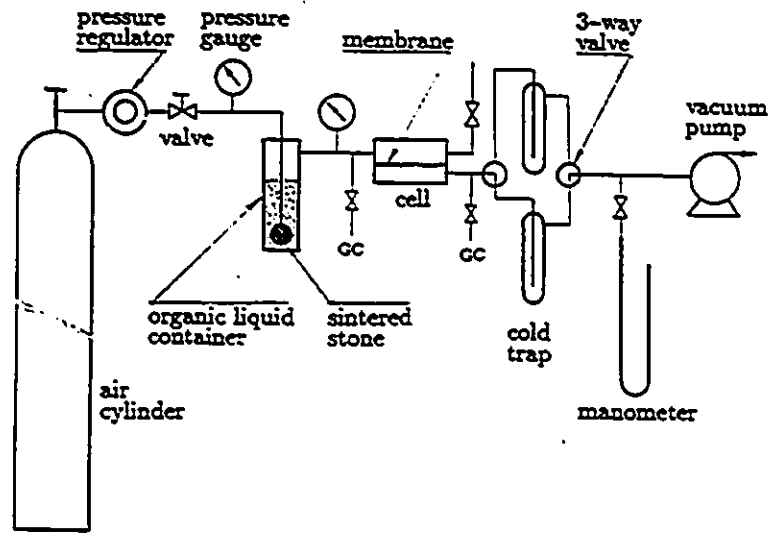 pressure
regulator
pressure
gauge
membrane
3-way
valve
vacuum
pump
valve
cell
GC
GC
organic liquid
container
sintered
stone
cold
trap
air
cylinder
manometer